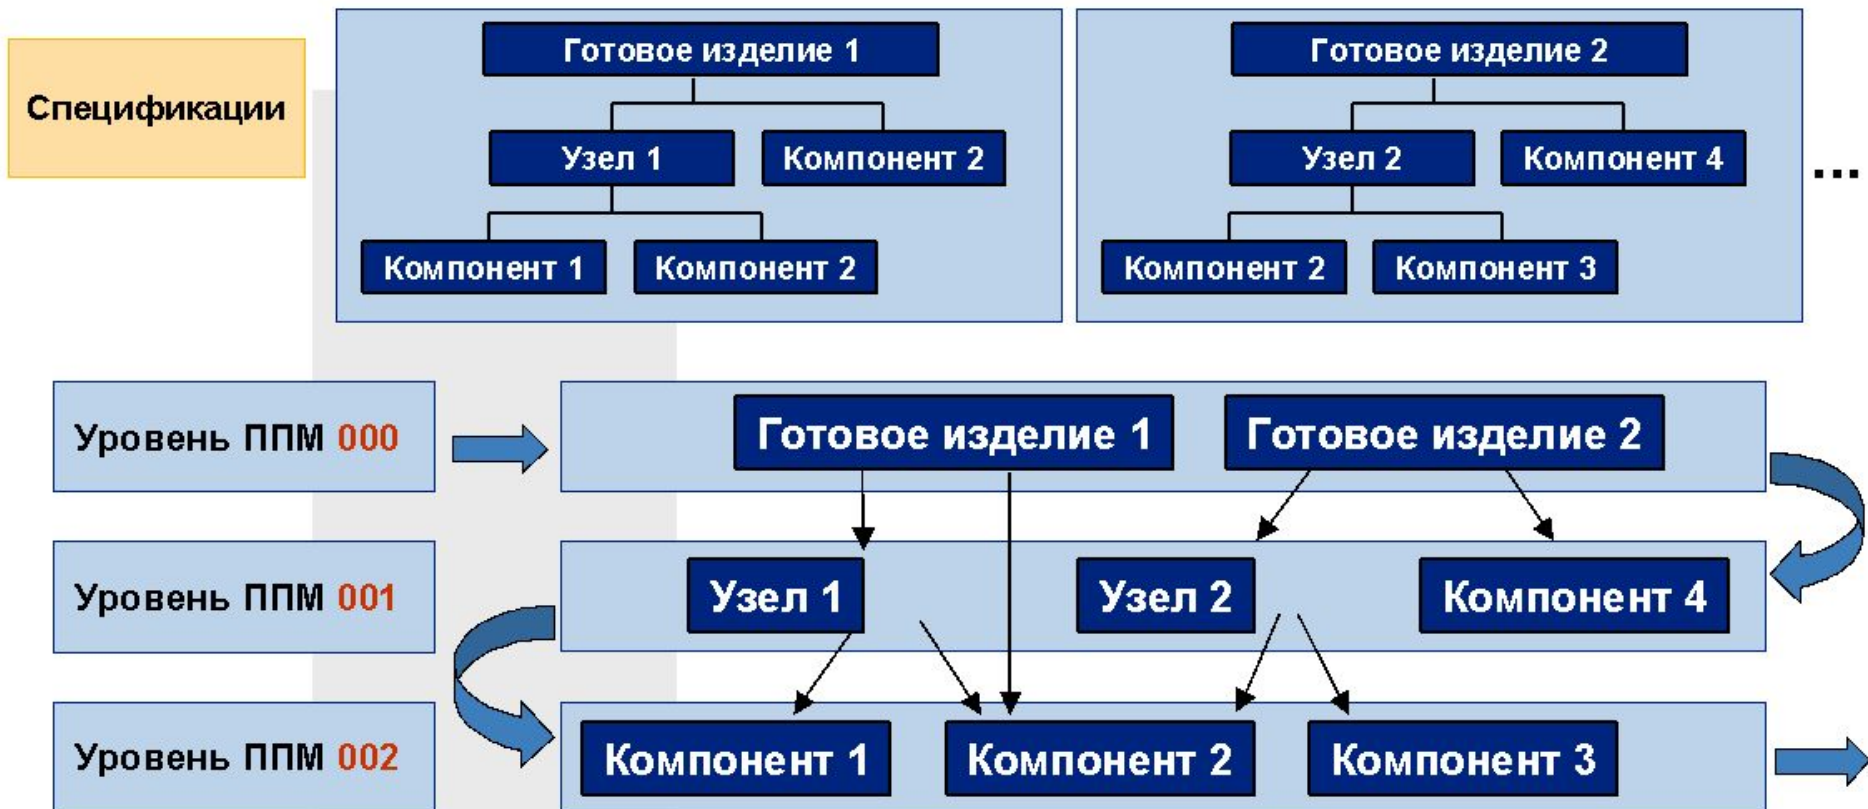 Спецификации
Готовое изделие 1
Узел 1
Компонент 2
Компонент 1
Компонент 2
Готовое изделие 2
Узел 2
Компонент 4
Компонент 2
Компонент 3
...
Уровень ППМ 000
Готовое изделие 1
Готовое изделие 2
Уровень ППМ 001
Узел 1
Узел 2
Компонент 4
Уровень ППМ 002
Компонент 1
Компонент 2
Компонент 3